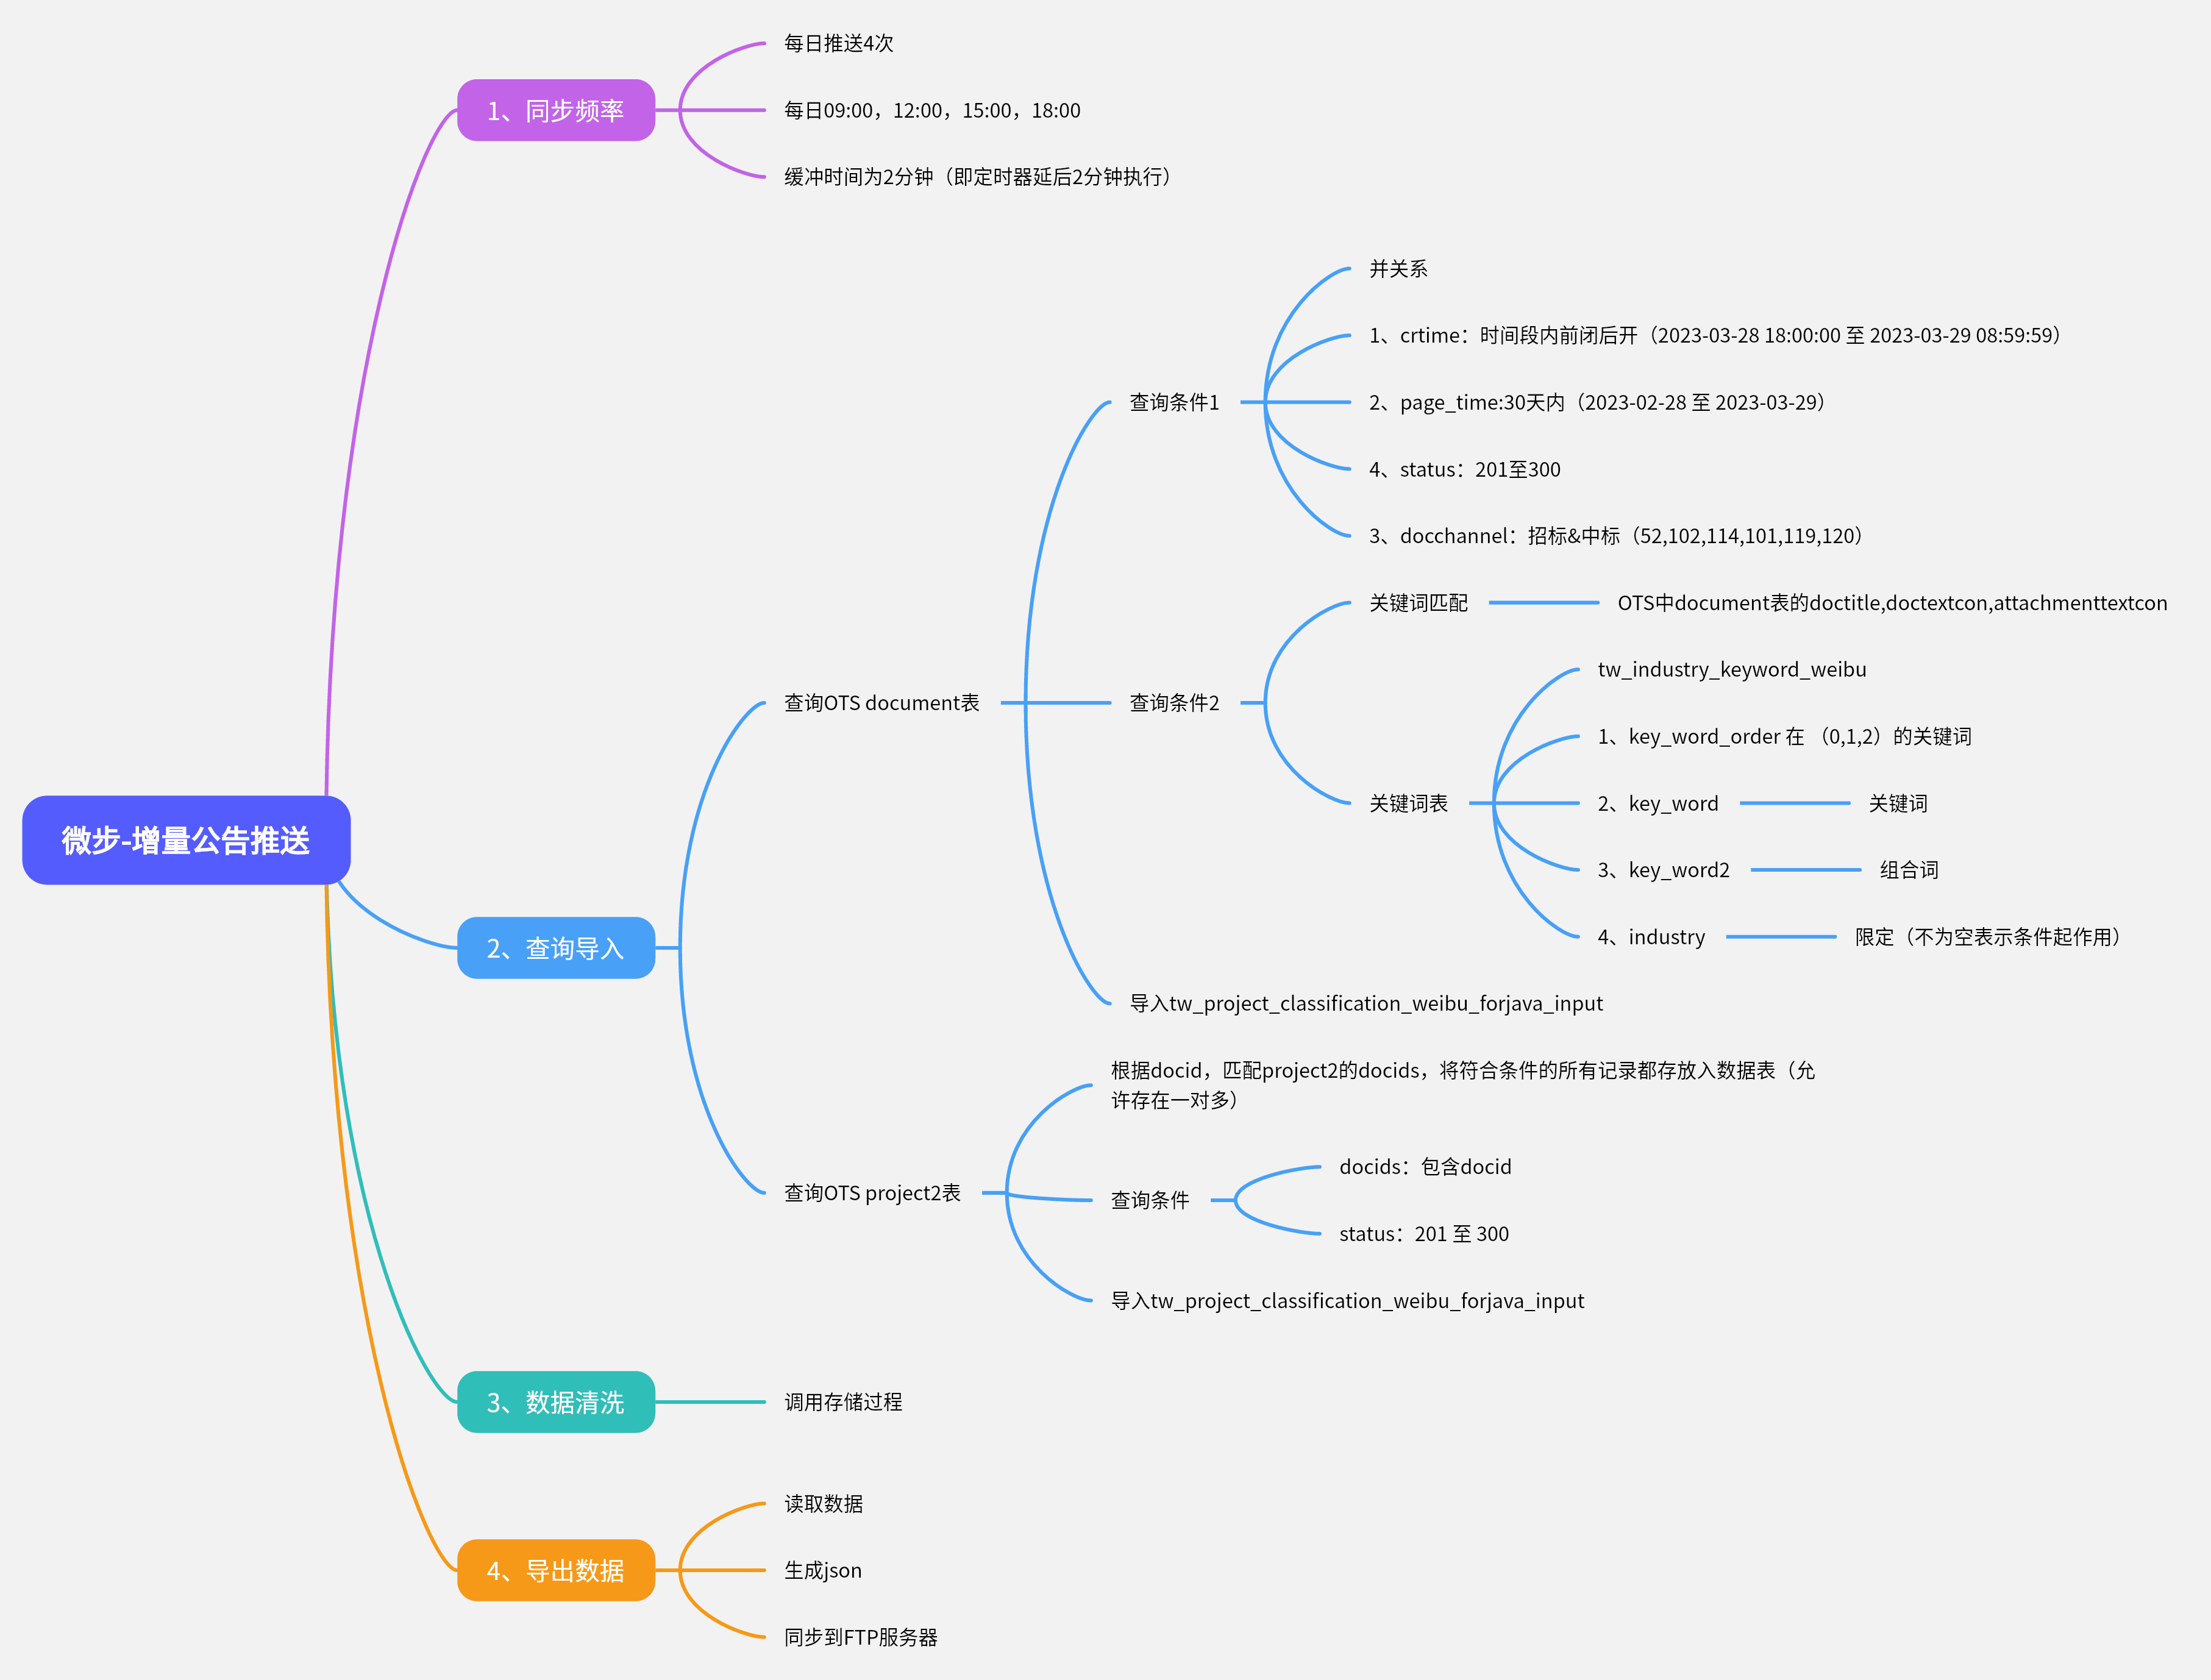 微步-增量公告推送
1、同步频率
每日推送4次
每日09:00，12:00，15:00，18:00
缓冲时间为2分钟（即定时器延后2分钟执行）
2、查询导入
查询OTS document表
查询条件1
并关系
1、crtime：时间段内前闭后开（2023-03-28 18:00:00 至 2023-03-29 08:59:59）
2、page_time:30天内（2023-02-28 至 2023-03-29）
4、status：201至300
3、docchannel：招标&中标（52,102,114,101,119,120）
查询条件2
关键词匹配
OTS中document表的doctitle,doctextcon,attachmenttextcon
关键词表
tw_industry_keyword_weibu
1、key_word_order 在 （0,1,2）的关键词
2、key_word
关键词
3、key_word2
组合词
4、industry
限定（不为空表示条件起作用）
导入tw_project_classification_weibu_forjava_input
查询OTS project2表
根据docid，匹配project2的docids，将符合条件的所有记录都存放入数据表（允
许存在一对多）
查询条件
docids：包含docid
status：201 至 300
导入tw_project_classification_weibu_forjava_input
3、数据清洗
调用存储过程
4、导出数据
读取数据
生成json
同步到FTP服务器